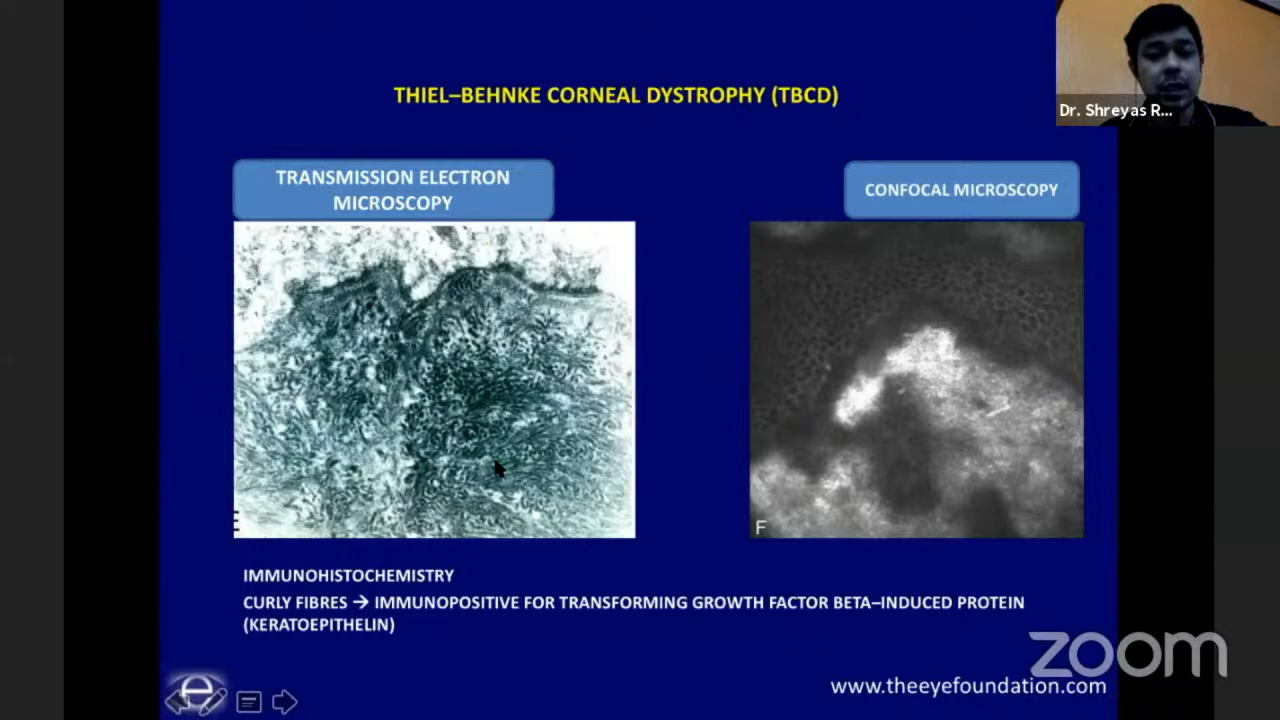 THIEL–BEHNKE CORNEAL DYSTROPHY (TBCD)
Dr. Shreyas R...
TRANSMISSION ELECTRON
MICROSCOPY
CONFOCAL MICROSCOPY
E
F
IMMUNOHISTOCHEMISTRY
CURLY FIBRES → IMMUNOPOSITIVE FOR TRANSFORMING GROWTH FACTOR BETA–INDUCED PROTEIN
(KERATOEPITHELIN)
zoom
www.theeyefoundation.com